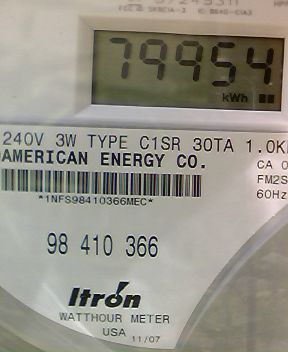 79954
kWh
240V 3W TYPE C1SR 30TA 1.0K
AMERICAN ENERGY CO.
CA 0
FM2S
60Hz
*1NFS98410366MEC*
98 410 366
Itrón
WATTHOUR METER
USA 11/07